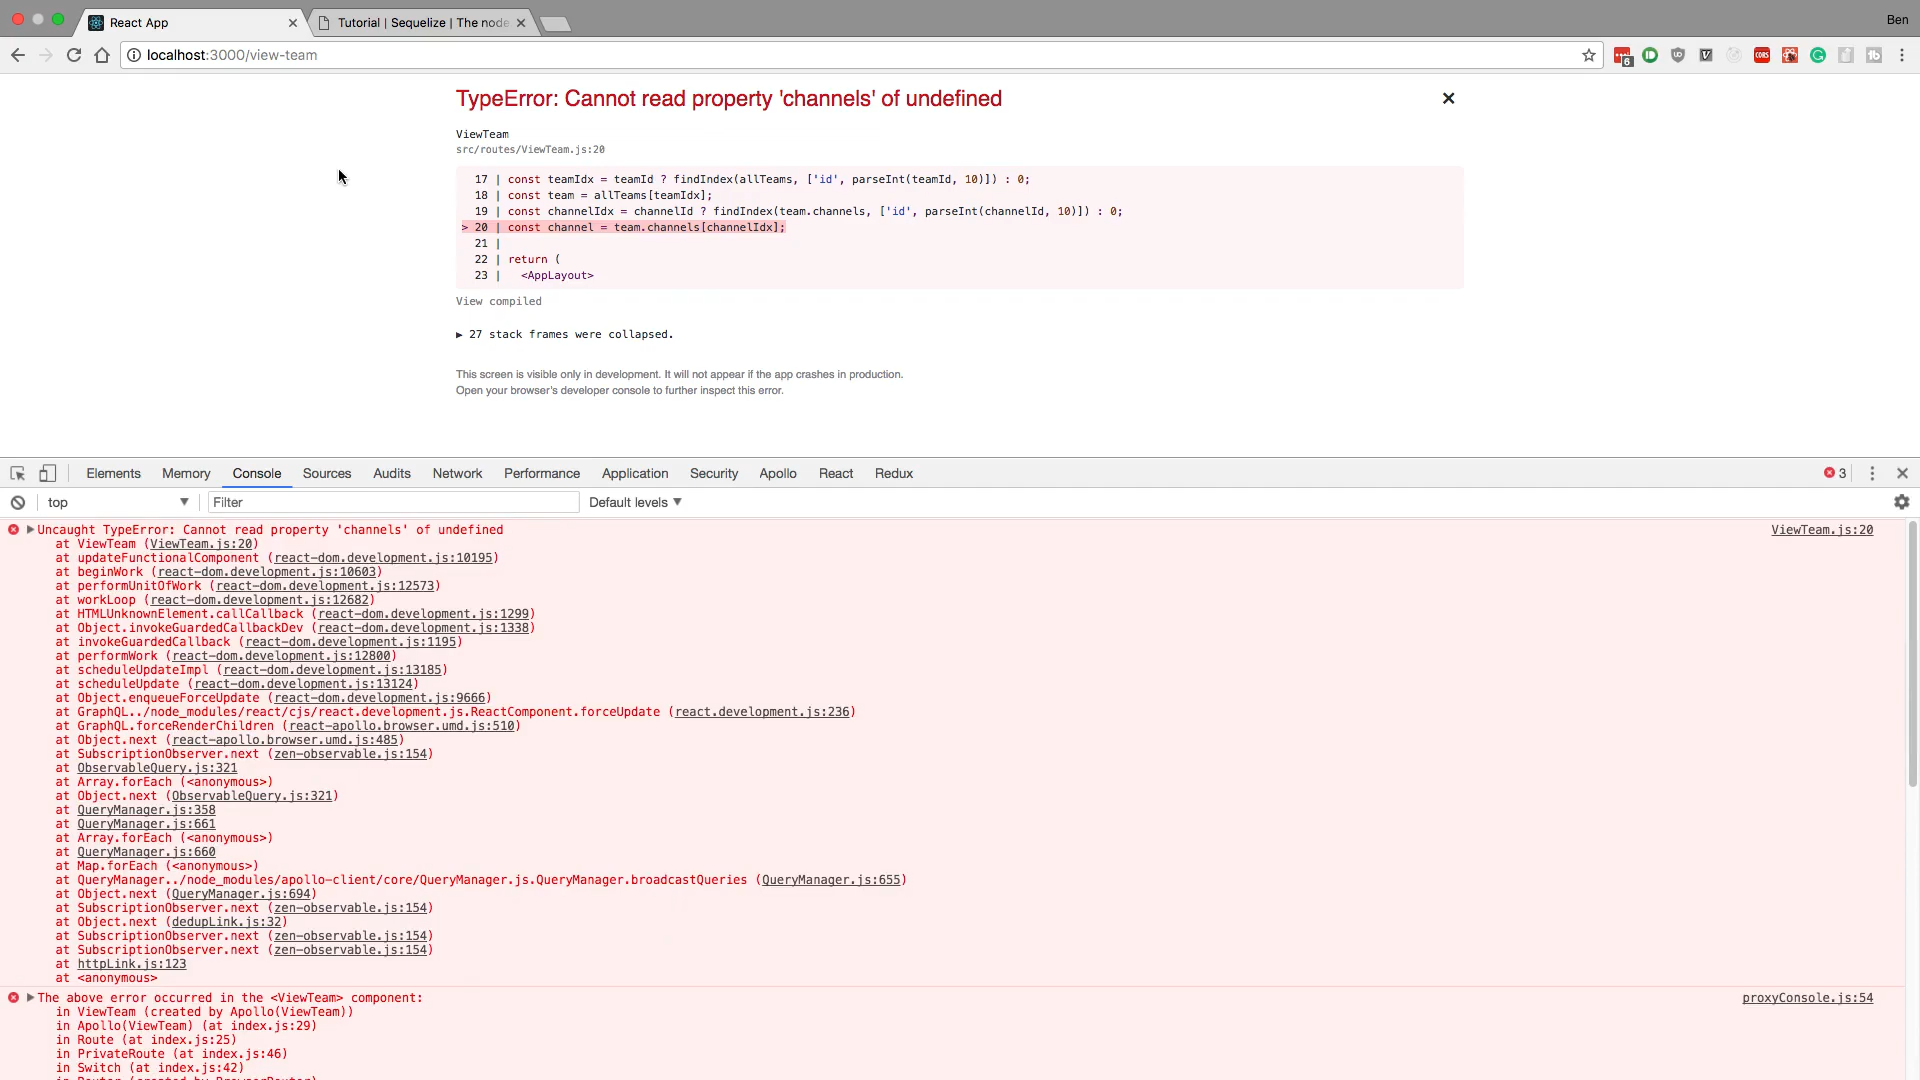 React App
Tutorial | Sequelize | The node
Ben
localhost:3000/view-team
6
CORS
TypeError: Cannot read property 'channels' of undefined
ViewTeam
src/routes/ViewTeam.js:20
17 | const teamIdx = teamId ? findIndex(allTeams, ['id', parseInt(teamId, 10)]) : 0;
18 | const team = allTeams[teamIdx];
19 | const channelIdx = channelId ? findIndex(team.channels, ['id', parseInt(channelId, 10)]) : 0;
> 20 | const channel = team.channels[channelIdx];
21 |
22 | return (
23 | <AppLayout>
View compiled
▶ 27 stack frames were collapsed.
This screen is visible only in development. It will not appear if the app crashes in production.
Open your browser's developer console to further inspect this error.
Elements Memory Console Sources Audits Network Performance Application Security Apollo React Redux 3
top Filter Default levels
Uncaught TypeError: Cannot read property 'channels' of undefined ViewTeam.js:20
at ViewTeam (ViewTeam.js:20)
at updateFunctionalComponent (react-dom.development.js:10195)
at beginWork (react-dom.development.js:10603)
at performUnitOfWork (react-dom.development.js:12573)
at workLoop (react-dom.development.js:12682)
at HTMLUnknownElement.callCallback (react-dom.development.js:1299)
at Object.invokeGuardedCallbackDev (react-dom.development.js:1338)
at invokeGuardedCallback (react-dom.development.js:1195)
at performWork (react-dom.development.js:12800)
at scheduleUpdateImpl (react-dom.development.js:13185)
at scheduleUpdate (react-dom.development.js:13124)
at Object.enqueueForceUpdate (react-dom.development.js:9666)
at GraphQL../node_modules/react/cjs/react.development.js.ReactComponent.forceUpdate (react.development.js:236)
at GraphQL.forceRenderChildren (react-apollo.browser.umd.js:510)
at Object.next (react-apollo.browser.umd.js:485)
at SubscriptionObserver.next (zen-observable.js:154)
at ObservableQuery.js:321
at Array.forEach (<anonymous>)
at Object.next (ObservableQuery.js:321)
at QueryManager.js:358
at QueryManager.js:661
at Array.forEach (<anonymous>)
at QueryManager.js:660
at Map.forEach (<anonymous>)
at QueryManager../node_modules/apollo-client/core/QueryManager.js.QueryManager.broadcastQueries (QueryManager.js:655)
at Object.next (QueryManager.js:694)
at SubscriptionObserver.next (zen-observable.js:154)
at Object.next (dedupLink.js:32)
at SubscriptionObserver.next (zen-observable.js:154)
at SubscriptionObserver.next (zen-observable.js:154)
at httpLink.js:123
at <anonymous>
The above error occurred in the <ViewTeam> component: proxyConsole.js:54
in ViewTeam (created by Apollo(ViewTeam))
in Apollo(ViewTeam) (at index.js:29)
in Route (at index.js:25)
in PrivateRoute (at index.js:46)
in Switch (at index.js:42)